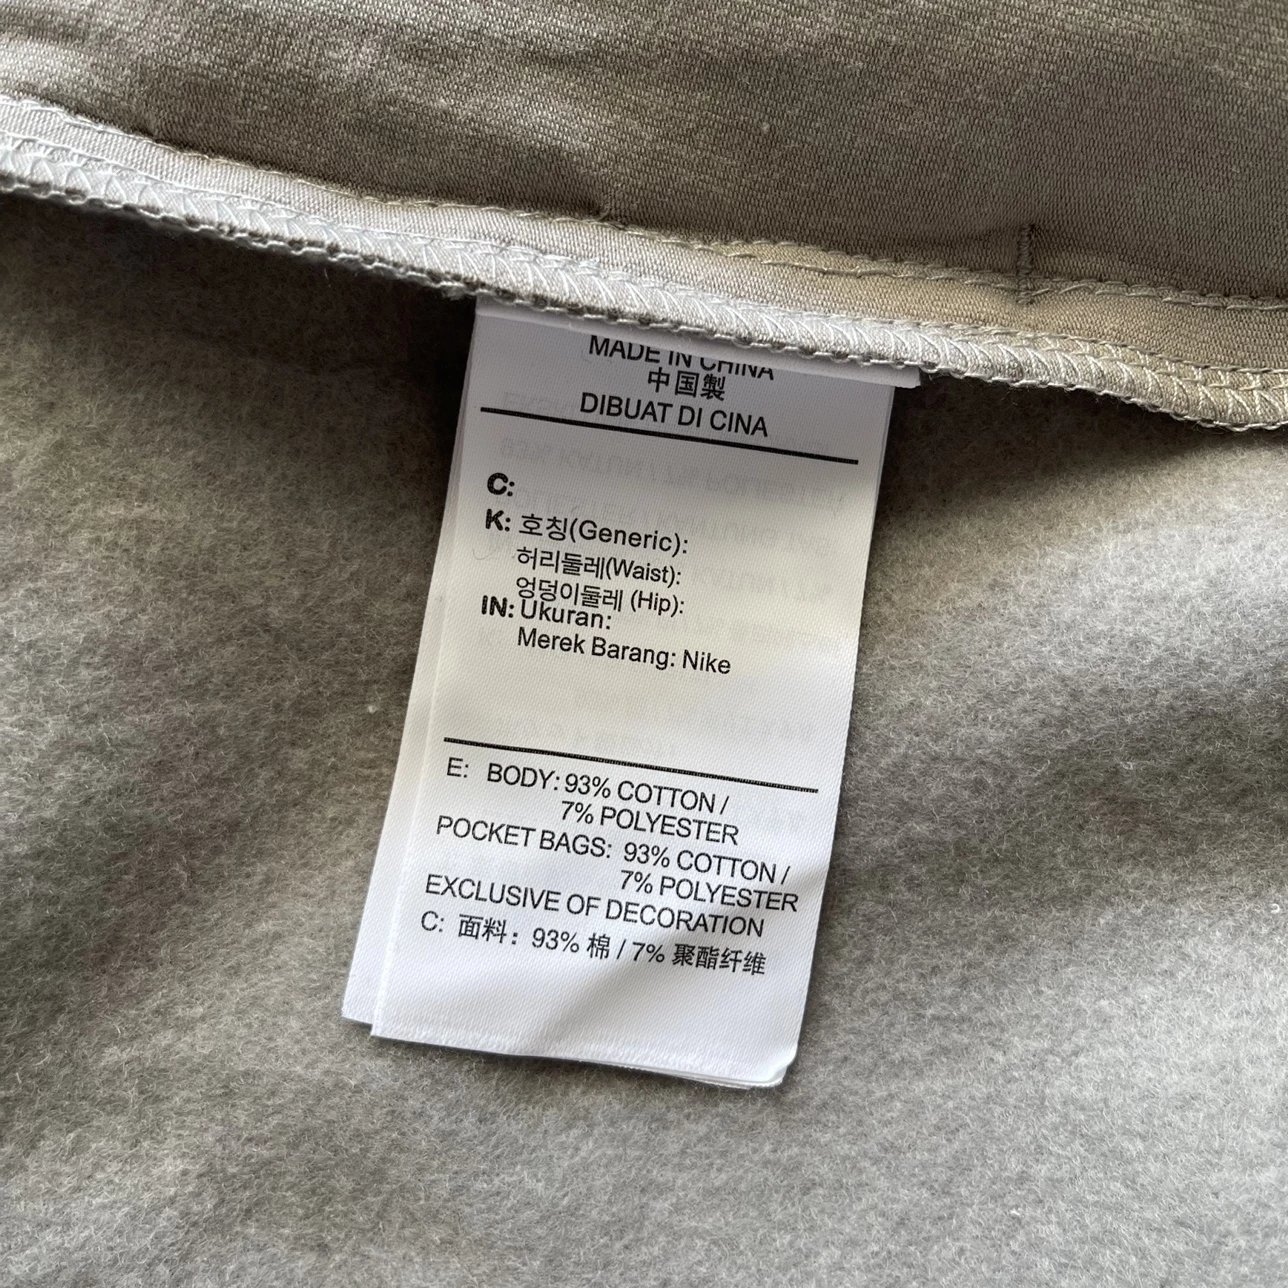 MADE IN CHINA
中国製
DIBUAT DI CINA
C:
K: 호칭(Generic):
허리둘레(Waist):
엉덩이둘레 (Hip):
IN: Ukuran:
Merek Barang: Nike
E: BODY: 93% COTTON /
7% POLYESTER
POCKET BAGS: 93% COTTON /
7% POLYESTER
EXCLUSIVE OF DECORATION
C: 面料：93% 棉 / 7% 聚酯纤维